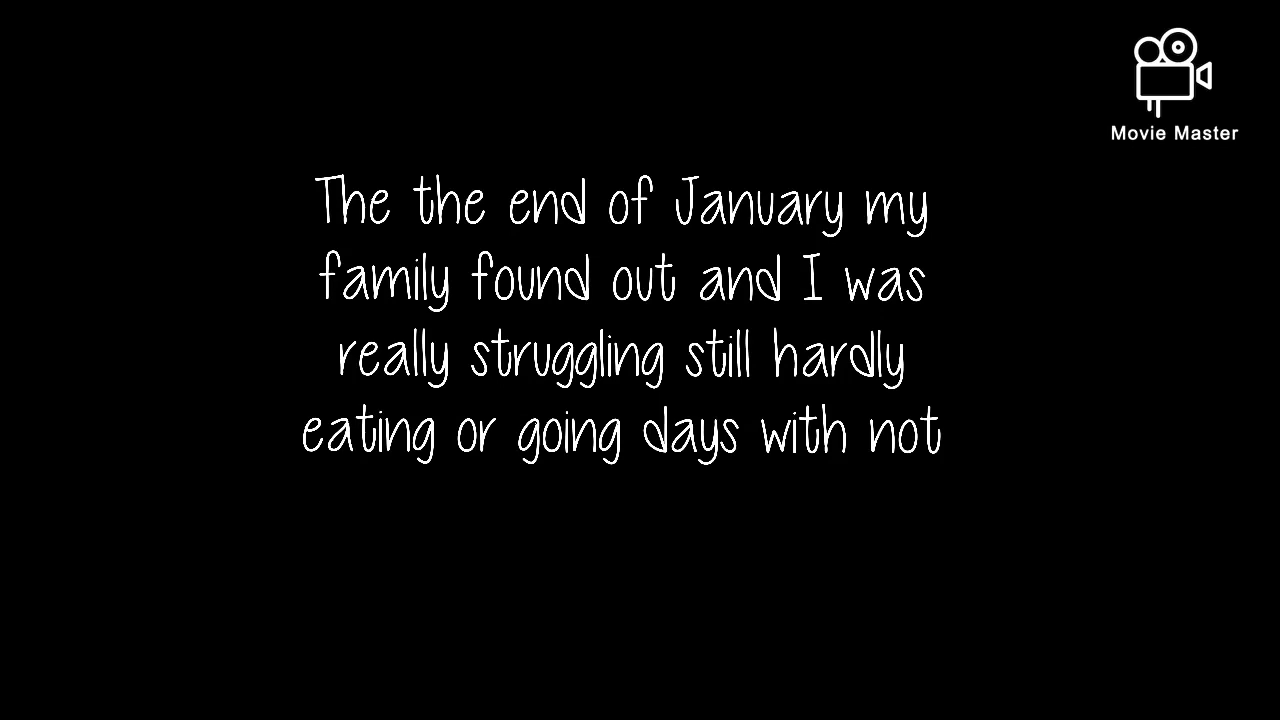 Movie Master
The the end of January my
family found out and I was
really struggling still hardly
eating or going days with not